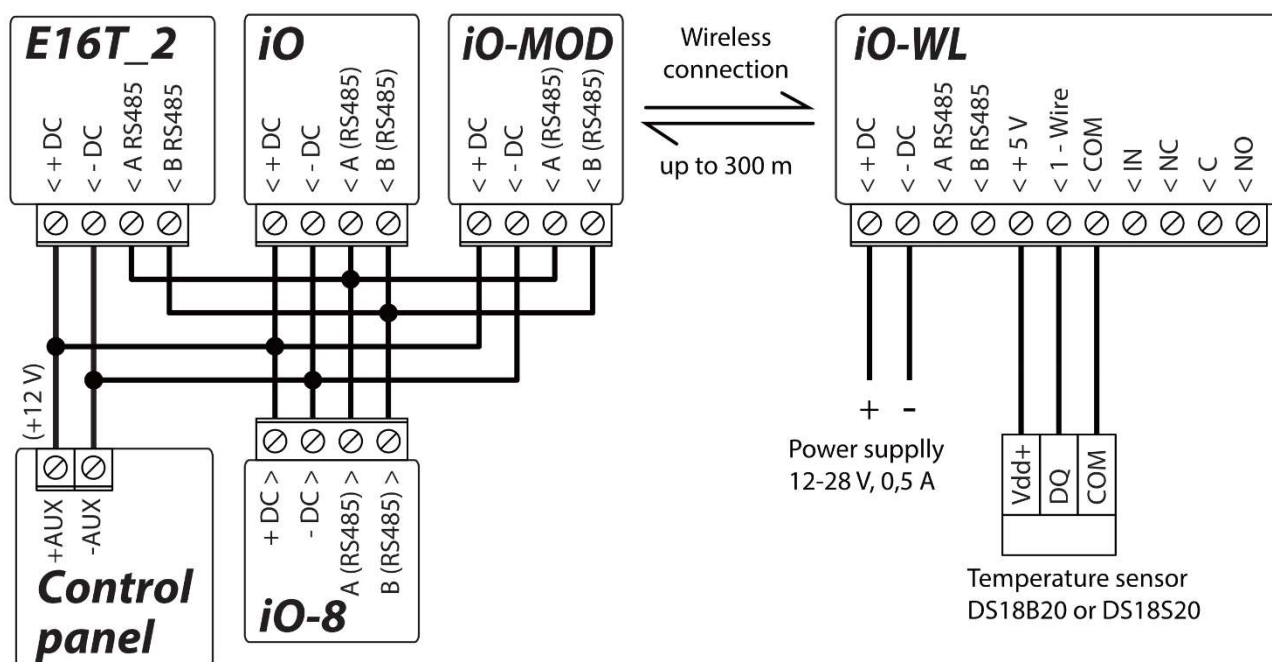 E16T_2
< + DC
< - DC
< A RS485
< B RS485
iO
< + DC
< - DC
< A (RS485)
< B (RS485)
iO-MOD
< + DC
< - DC
< A (RS485)
< B (RS485)
Wireless
connection
up to 300 m
iO-WL
< + DC
< - DC
< A RS485
< B RS485
< + 5 V
< 1 - Wire
< COM
< IN
< NC
< C
< NO
(+12 V)
+AUX
-AUX
Control
panel
+ DC >
- DC >
A (RS485) >
B (RS485) >
iO-8
+ -
Power supplly
12-28 V, 0,5 A
Vdd+
DQ
COM
Temperature sensor
DS18B20 or DS18S20